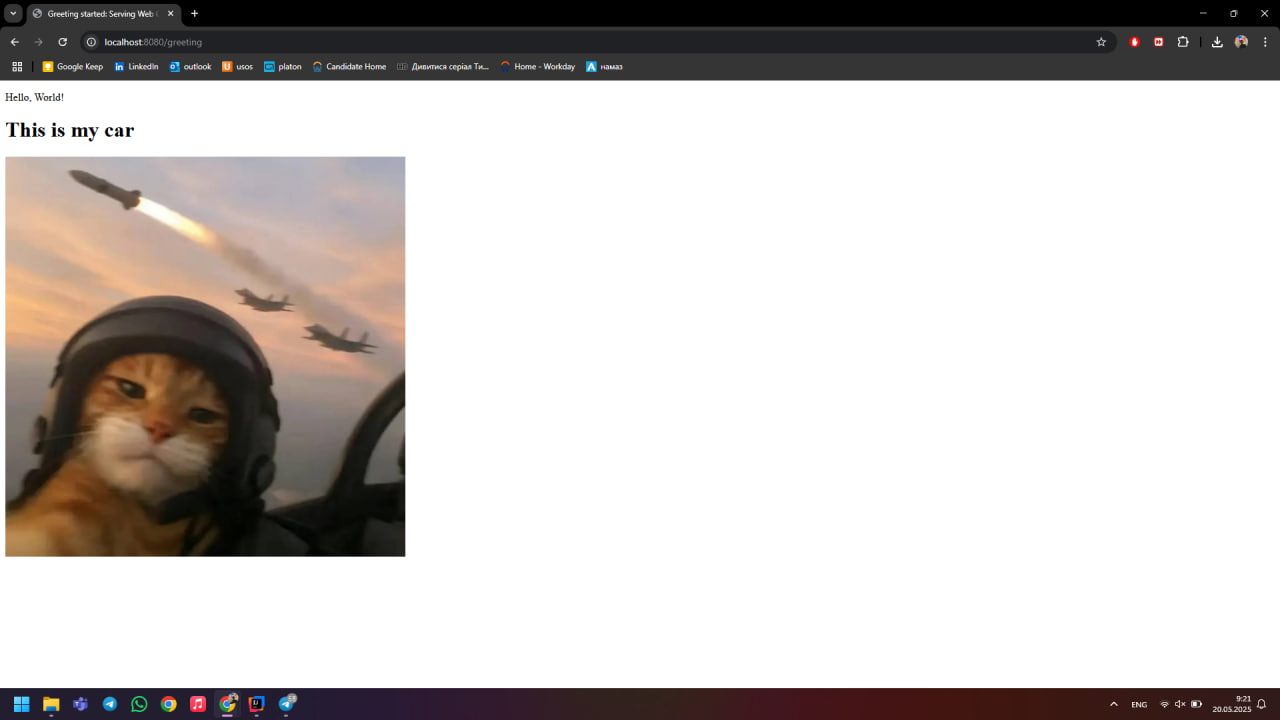 Greeting started: Serving Web C
localhost:8080/greeting
Google Keep
LinkedIn
outlook
usos
platon
Candidate Home
Дивитися серіал Ти...
Home - Workday
намаз
Hello, World!
This is my car
ENG
9:21
20.05.2025